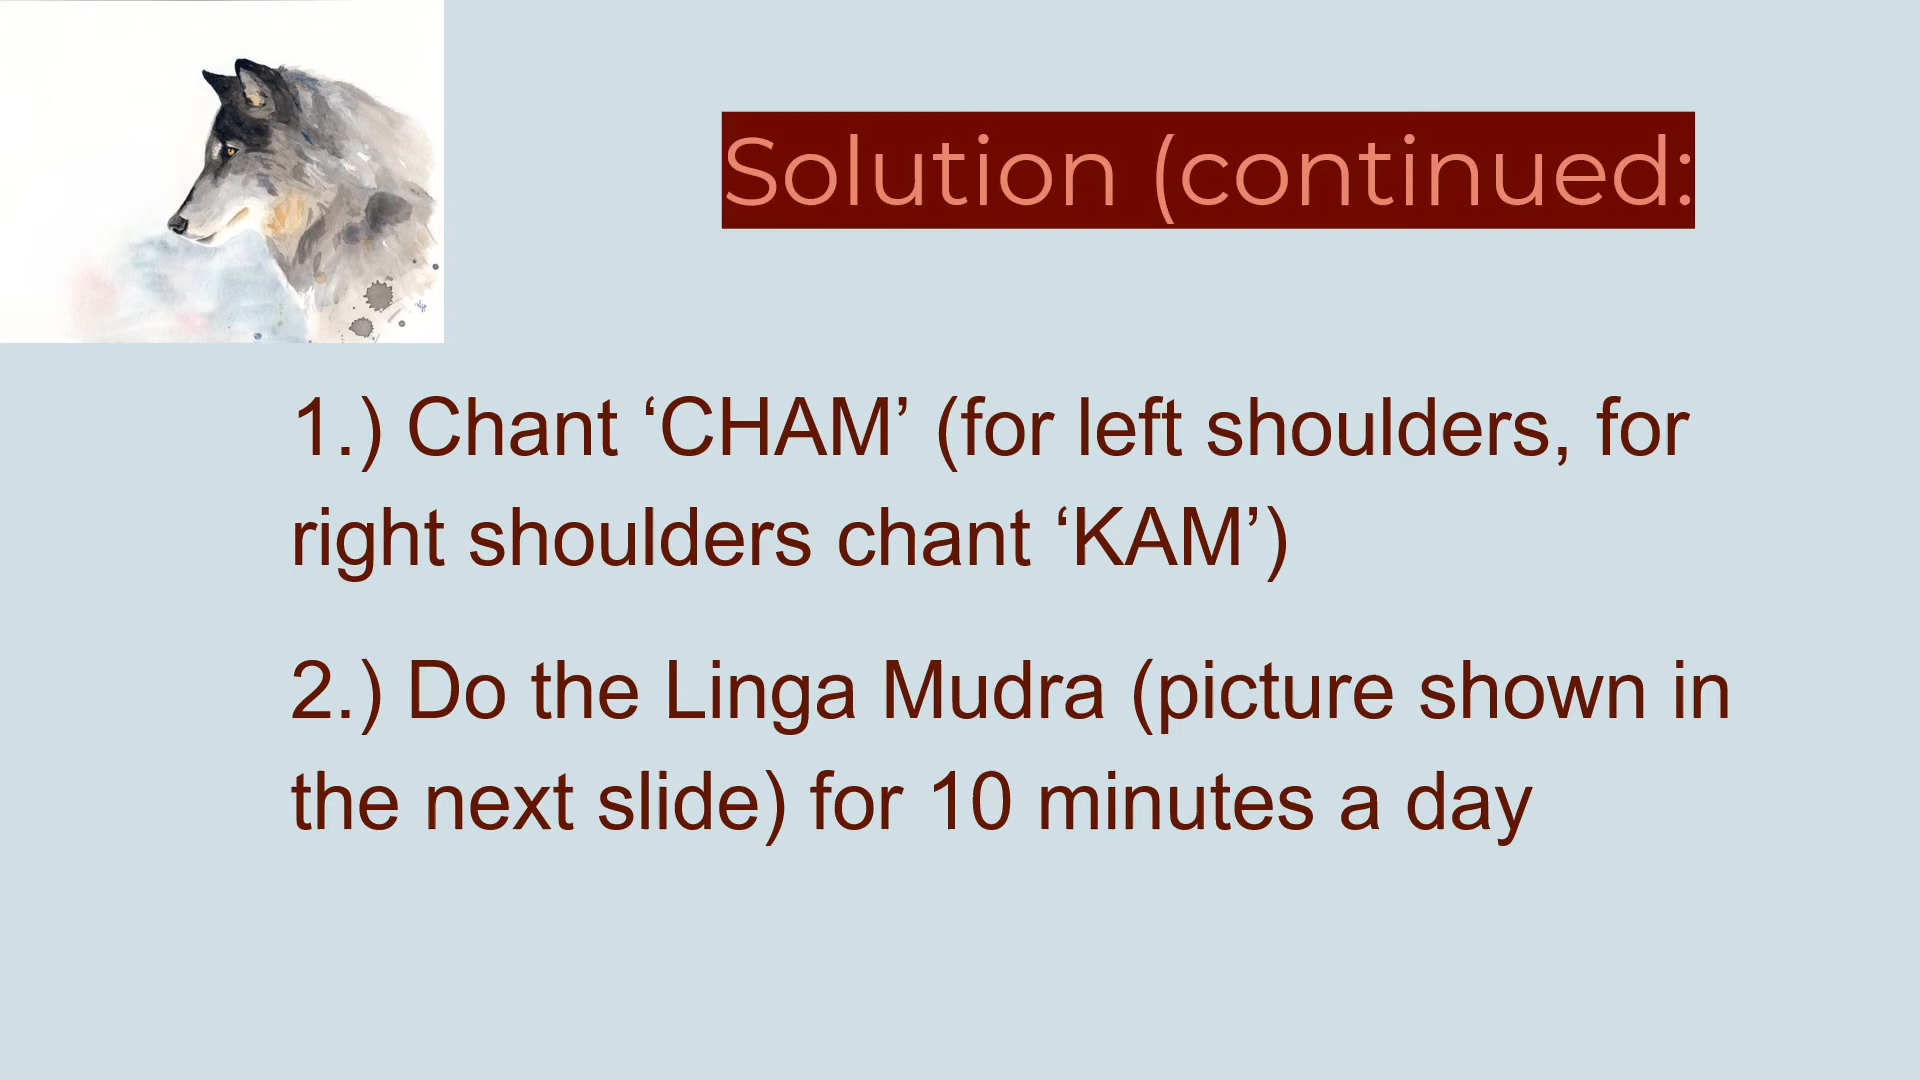 Solution (continued:
1.) Chant ‘CHAM’ (for left shoulders, for
right shoulders chant ‘KAM’)
2.) Do the Linga Mudra (picture shown in
the next slide) for 10 minutes a day